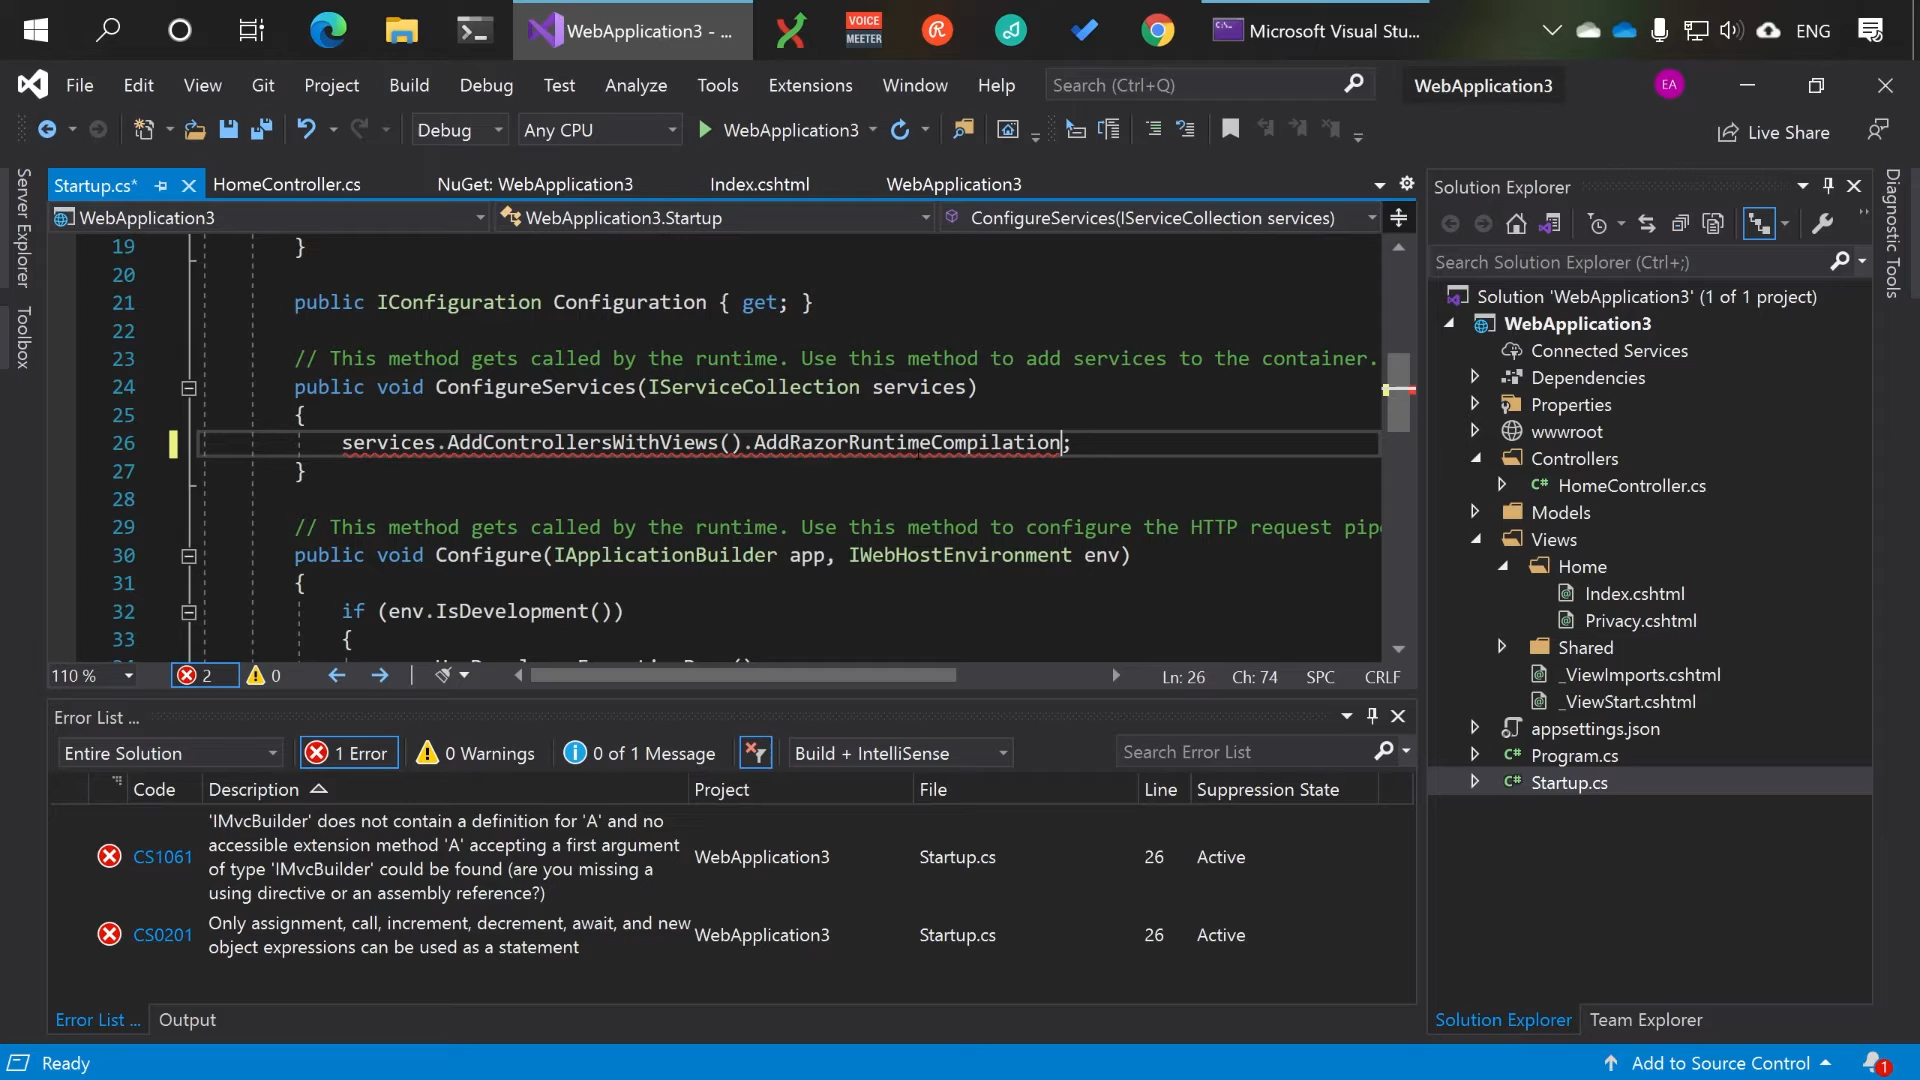 VOICE
MEETER
WebApplication3 - ...
Microsoft Visual Stu...
ENG
File Edit View Git Project Build Debug Test Analyze Tools Extensions Window Help
Search (Ctrl+Q)
WebApplication3
EA
Debug
Any CPU
WebApplication3
Live Share
Server Explorer
Toolbox
Startup.cs*
HomeController.cs
NuGet: WebApplication3
Index.cshtml
WebApplication3
WebApplication3
WebApplication3.Startup
ConfigureServices(IServiceCollection services)
19 }
20
21 public IConfiguration Configuration { get; }
22
23 // This method gets called by the runtime. Use this method to add services to the container.
24 public void ConfigureServices(IServiceCollection services)
25 {
26 services.AddControllersWithViews().AddRazorRuntimeCompilation;
27 }
28
29 // This method gets called by the runtime. Use this method to configure the HTTP request pip
30 public void Configure(IApplicationBuilder app, IWebHostEnvironment env)
31 {
32 if (env.IsDevelopment())
33 {
110 %
2
0
Ln: 26 Ch: 74 SPC CRLF
Error List ...
Entire Solution
1 Error
0 Warnings
0 of 1 Message
Build + IntelliSense
Search Error List
Code Description Project File Line Suppression State
'IMvcBuilder' does not contain a definition for 'A' and no
accessible extension method 'A' accepting a first argument
of type 'IMvcBuilder' could be found (are you missing a
using directive or an assembly reference?)
CS1061 WebApplication3 Startup.cs 26 Active
Only assignment, call, increment, decrement, await, and new
object expressions can be used as a statement
CS0201 WebApplication3 Startup.cs 26 Active
Error List ...
Output
Solution Explorer
Search Solution Explorer (Ctrl+;)
Solution 'WebApplication3' (1 of 1 project)
WebApplication3
Connected Services
Dependencies
Properties
wwwroot
Controllers
C# HomeController.cs
Models
Views
Home
Index.cshtml
Privacy.cshtml
Shared
_ViewImports.cshtml
_ViewStart.cshtml
appsettings.json
C# Program.cs
C# Startup.cs
Solution Explorer
Team Explorer
Diagnostic Tools
Ready
Add to Source Control
1